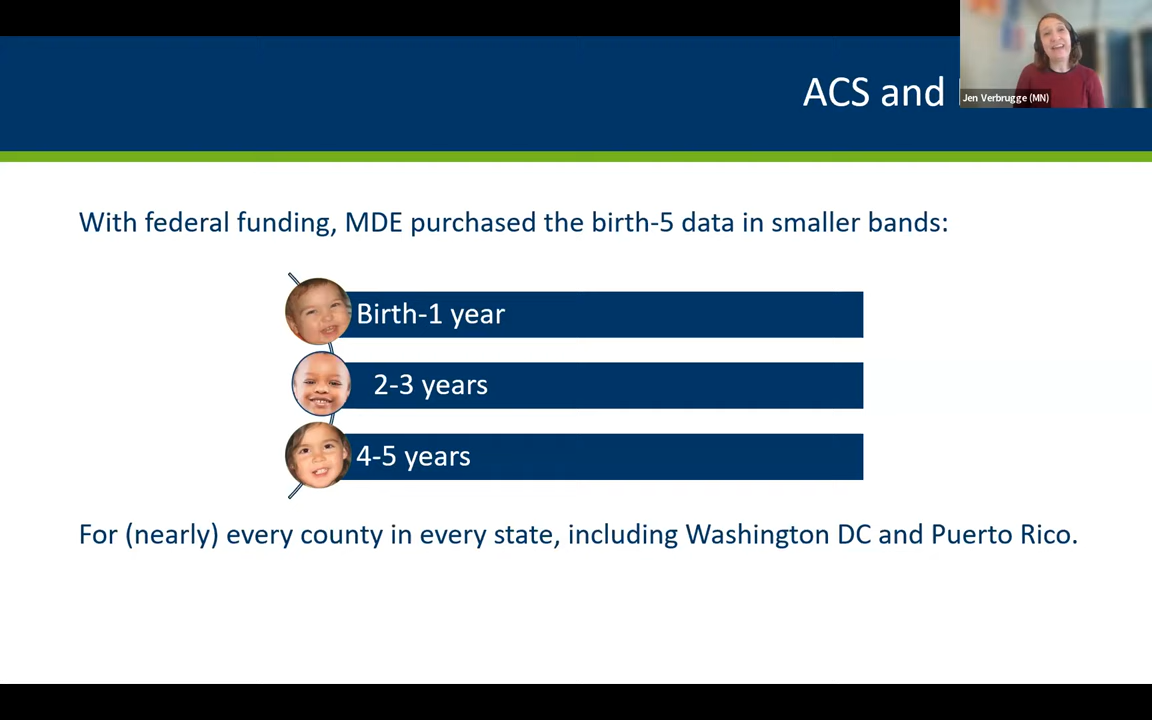 ACS and
Jen Verbrugge (MN)
With federal funding, MDE purchased the birth-5 data in smaller bands:
Birth-1 year
2-3 years
4-5 years
For (nearly) every county in every state, including Washington DC and Puerto Rico.